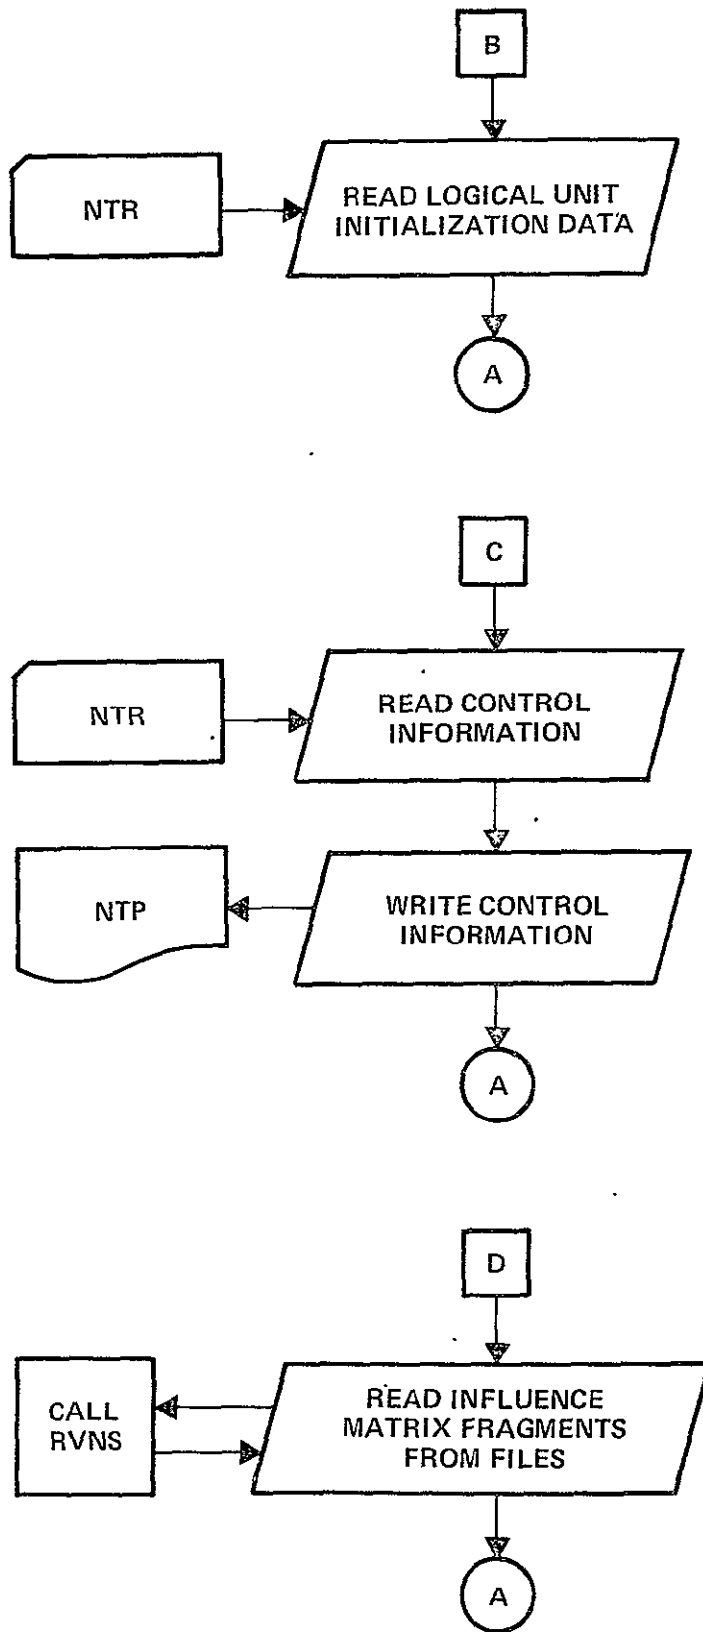 B
NTR
READ LOGICAL UNIT
INITIALIZATION DATA
A
C
NTR
READ CONTROL
INFORMATION
NTP
WRITE CONTROL
INFORMATION
A
D
CALL
RVNS
READ INFLUENCE
MATRIX FRAGMENTS
FROM FILES
A